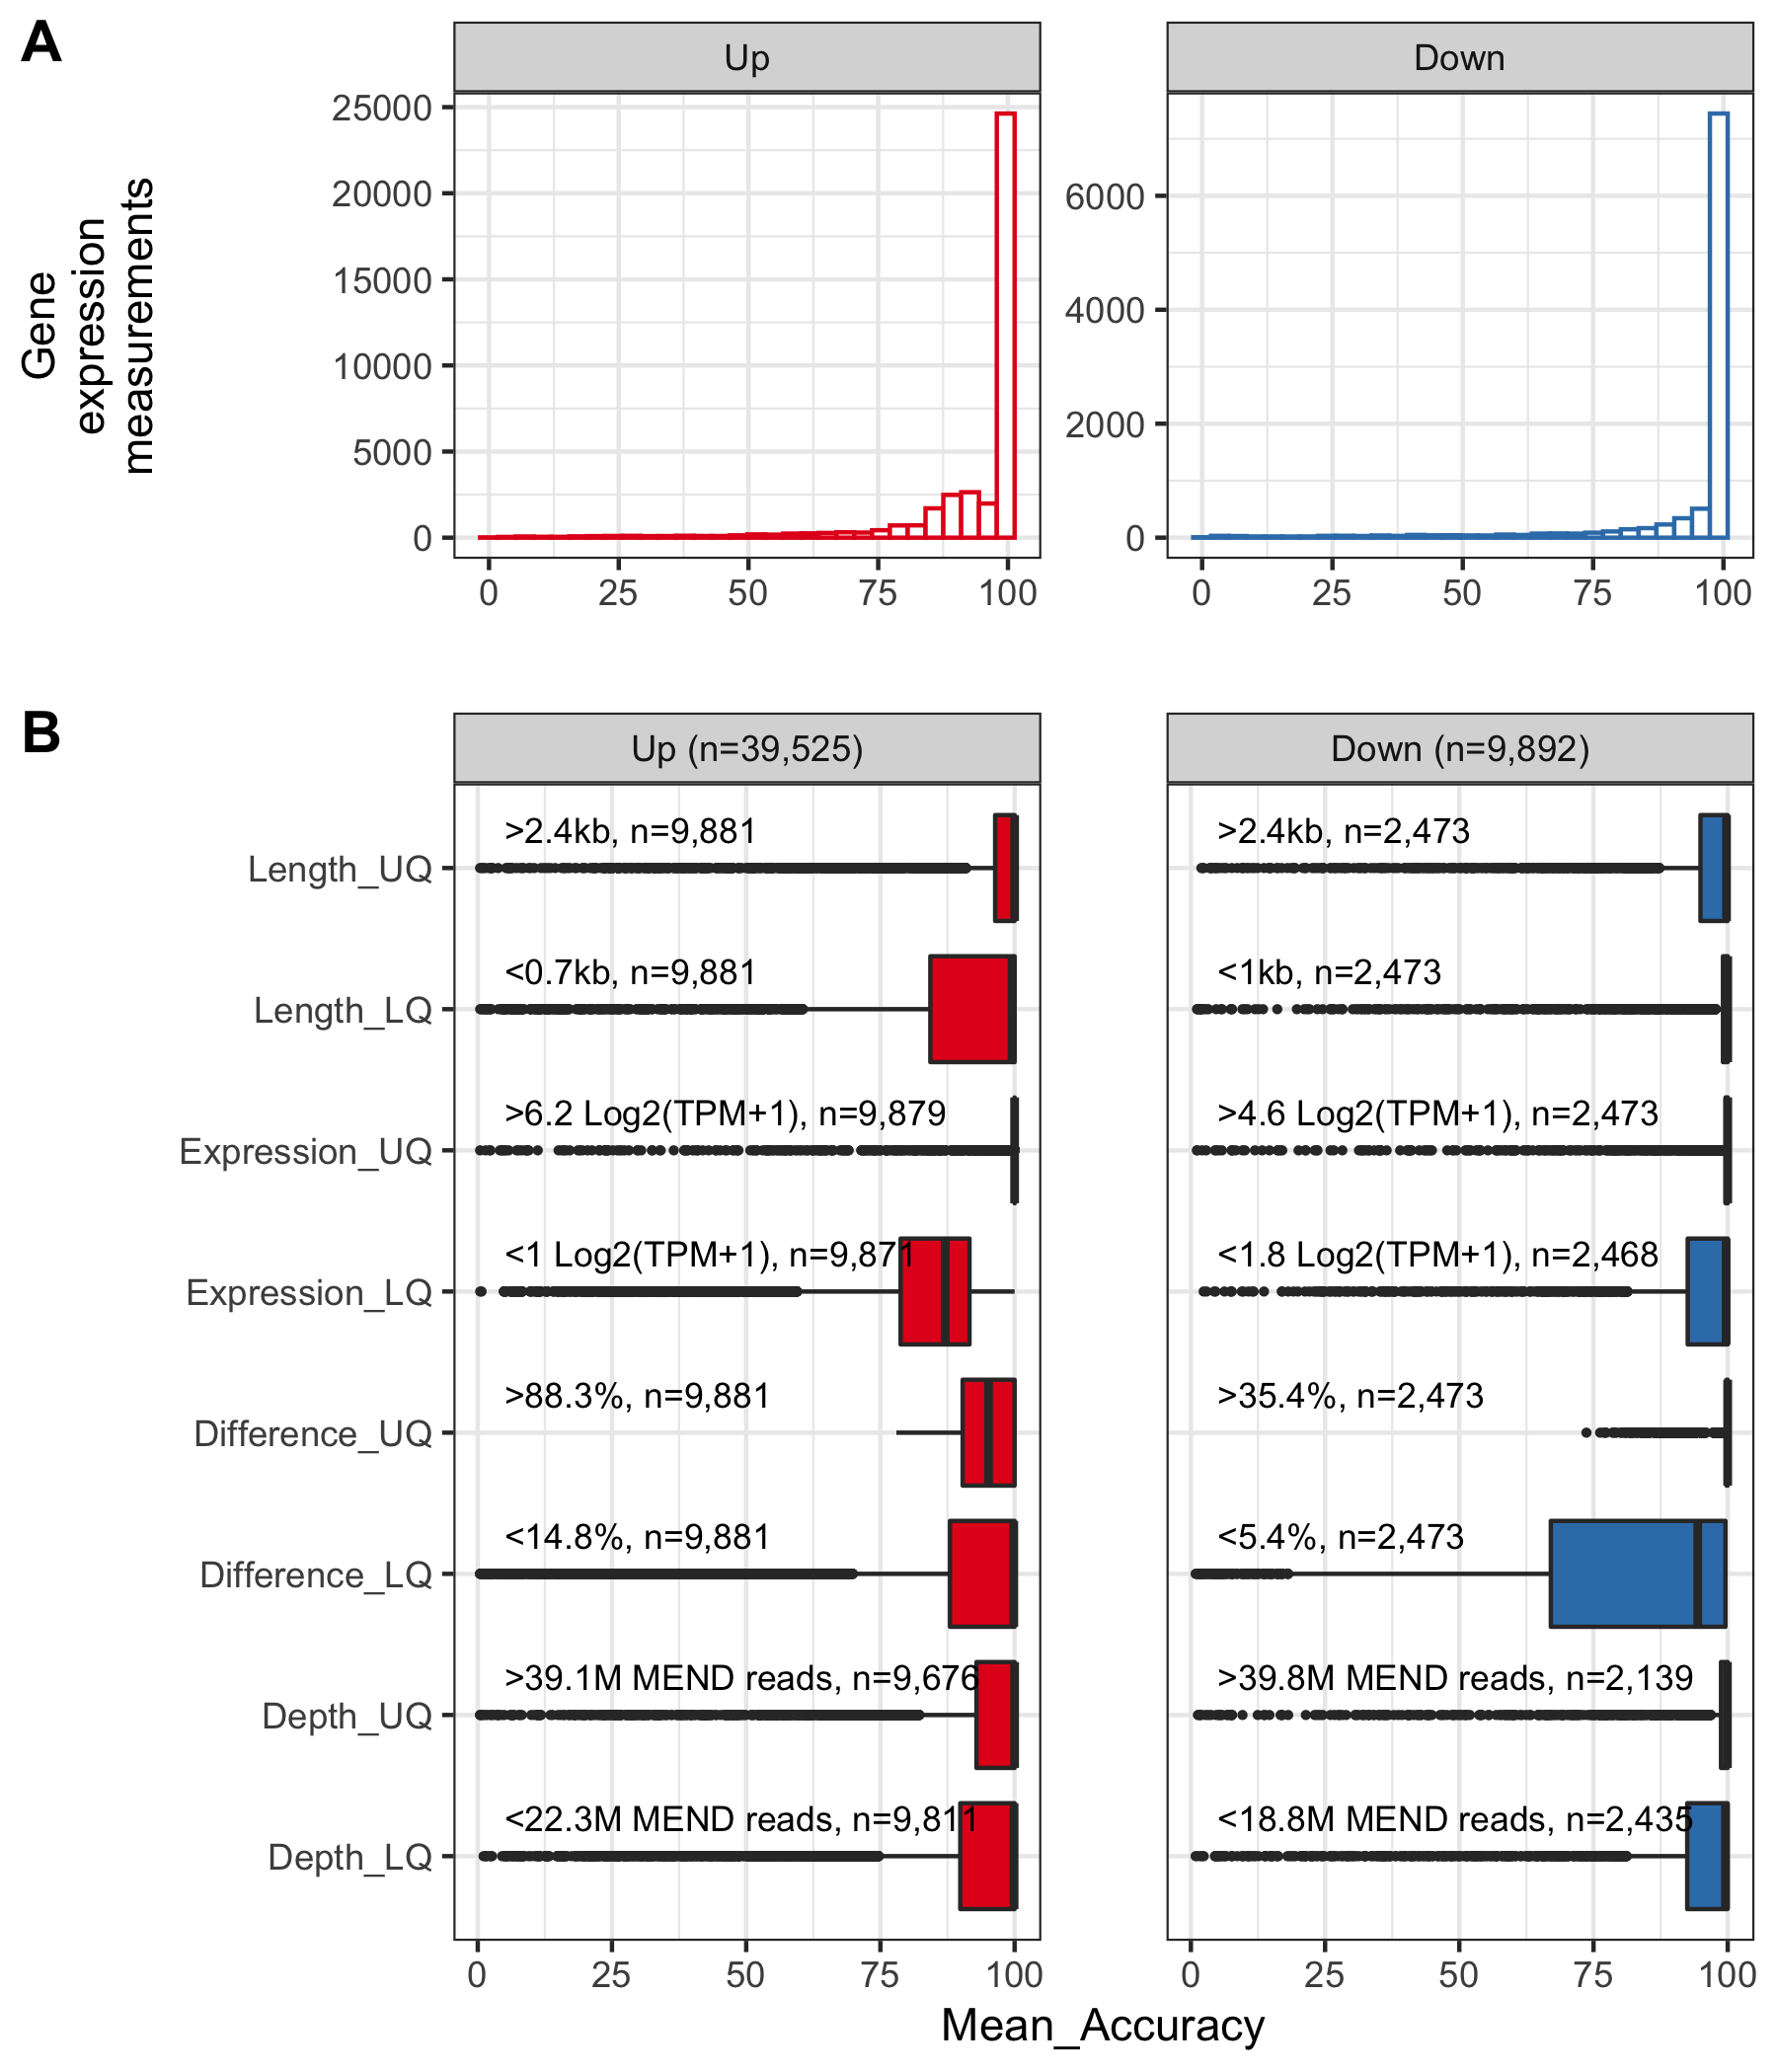 A
Up
Down
Gene
expression
measurements
25000
20000
15000
10000
5000
0
6000
4000
2000
0
0 25 50 75 100
0 25 50 75 100
B
Up (n=39,525)
Down (n=9,892)
Length_UQ
>2.4kb, n=9,881
>2.4kb, n=2,473
Length_LQ
<0.7kb, n=9,881
<1kb, n=2,473
Expression_UQ
>6.2 Log2(TPM+1), n=9,879
>4.6 Log2(TPM+1), n=2,473
Expression_LQ
<1 Log2(TPM+1), n=9,871
<1.8 Log2(TPM+1), n=2,468
Difference_UQ
>88.3%, n=9,881
>35.4%, n=2,473
Difference_LQ
<14.8%, n=9,881
<5.4%, n=2,473
Depth_UQ
>39.1M MEND reads, n=9,676
>39.8M MEND reads, n=2,139
Depth_LQ
<22.3M MEND reads, n=9,811
<18.8M MEND reads, n=2,435
0 25 50 75 100
0 25 50 75 100
Mean_Accuracy